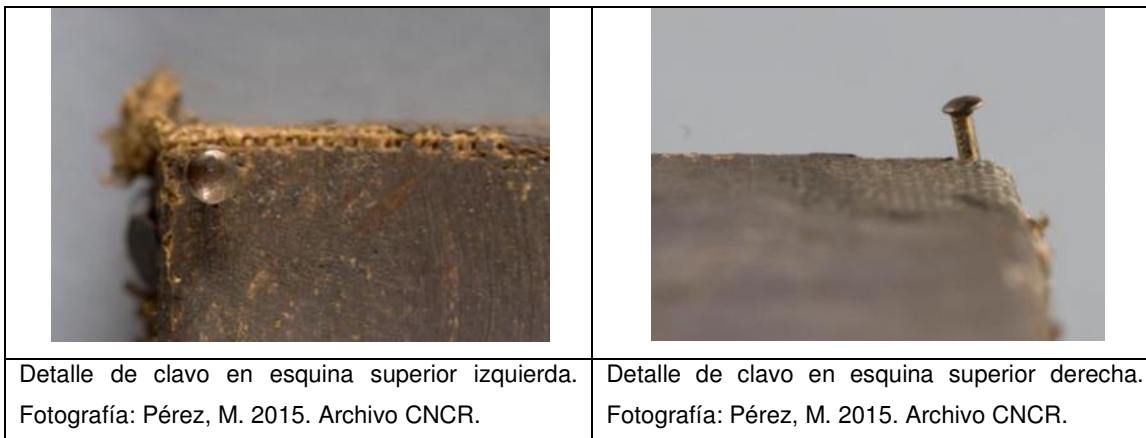 Detalle de clavo en esquina superior izquierda.
Fotografía: Pérez, M. 2015. Archivo CNCR.
Detalle de clavo en esquina superior derecha.
Fotografía: Pérez, M. 2015. Archivo CNCR.